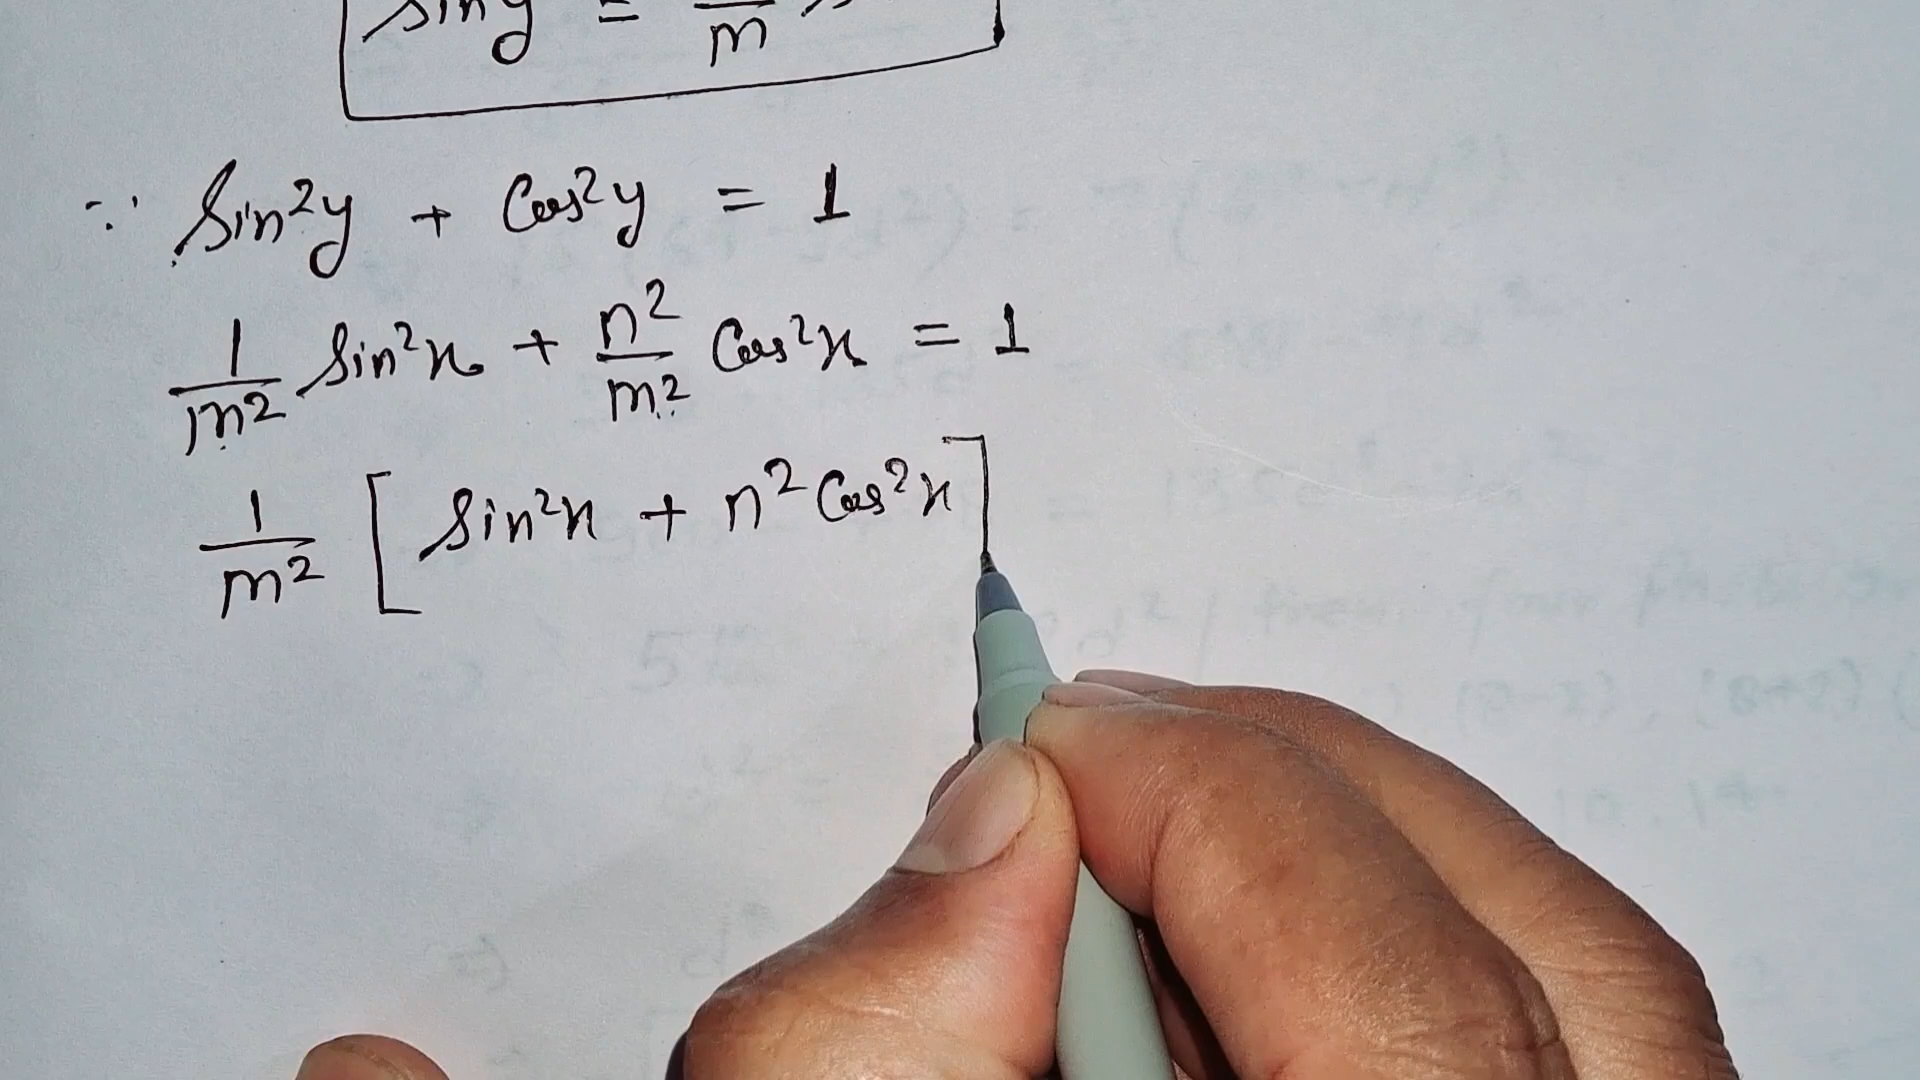 sin y = /m
∵ Sin²y + Cos²y = 1
1/m² Sin²x + n²/m² Cos²x = 1
1/m² [ Sin²x + n² Cos²x ]